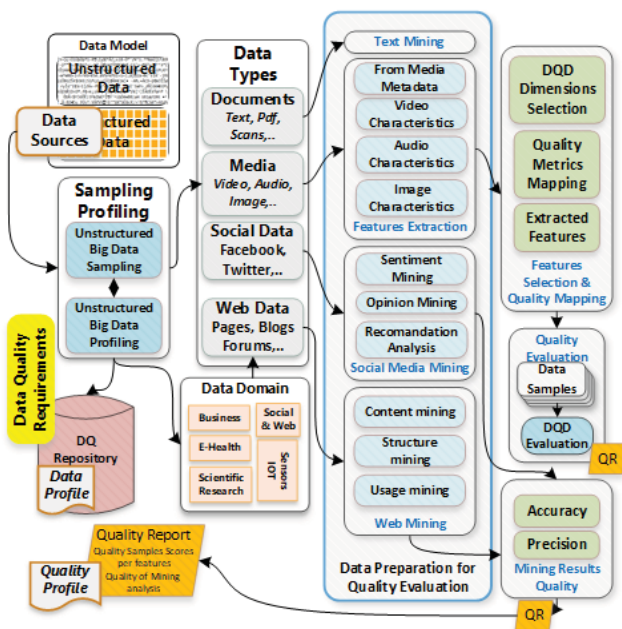 Data Model
Unstructured
Data
Data
Sources
uctured
Data
Sampling
Profiling
Unstructured
Big Data
Sampling
Unstructured
Big Data
Profiling
Data Quality
Requirements
DQ
Repository
Data
Profile
Data
Types
Documents
Text, Pdf,
Scans,..
Media
Video, Audio,
Image,..
Social Data
Facebook,
Twitter,..
Web Data
Pages, Blogs
Forums,..
Data Domain
Business
Social
& Web
E-Health
Sensors
IOT
Scientific
Research
Text Mining
From Media
Metadata
Video
Characteristics
Audio
Characteristics
Image
Characteristics
Features Extraction
Sentiment
Mining
Opinion Mining
Recomandation
Analysis
Social Media Mining
Content mining
Structure
mining
Usage mining
Web Mining
Data Preparation for
Quality Evaluation
DQD
Dimensions
Selection
Quality
Metrics
Mapping
Extracted
Features
Features
Selection &
Quality Mapping
Quality
Evaluation
Data
Samples
DQD
Evaluation
QR
Accuracy
Precision
Mining Results
Quality
QR
Quality Report
Quality Samples Scores
per features
Quality of Mining
analysis
Quality
Profile